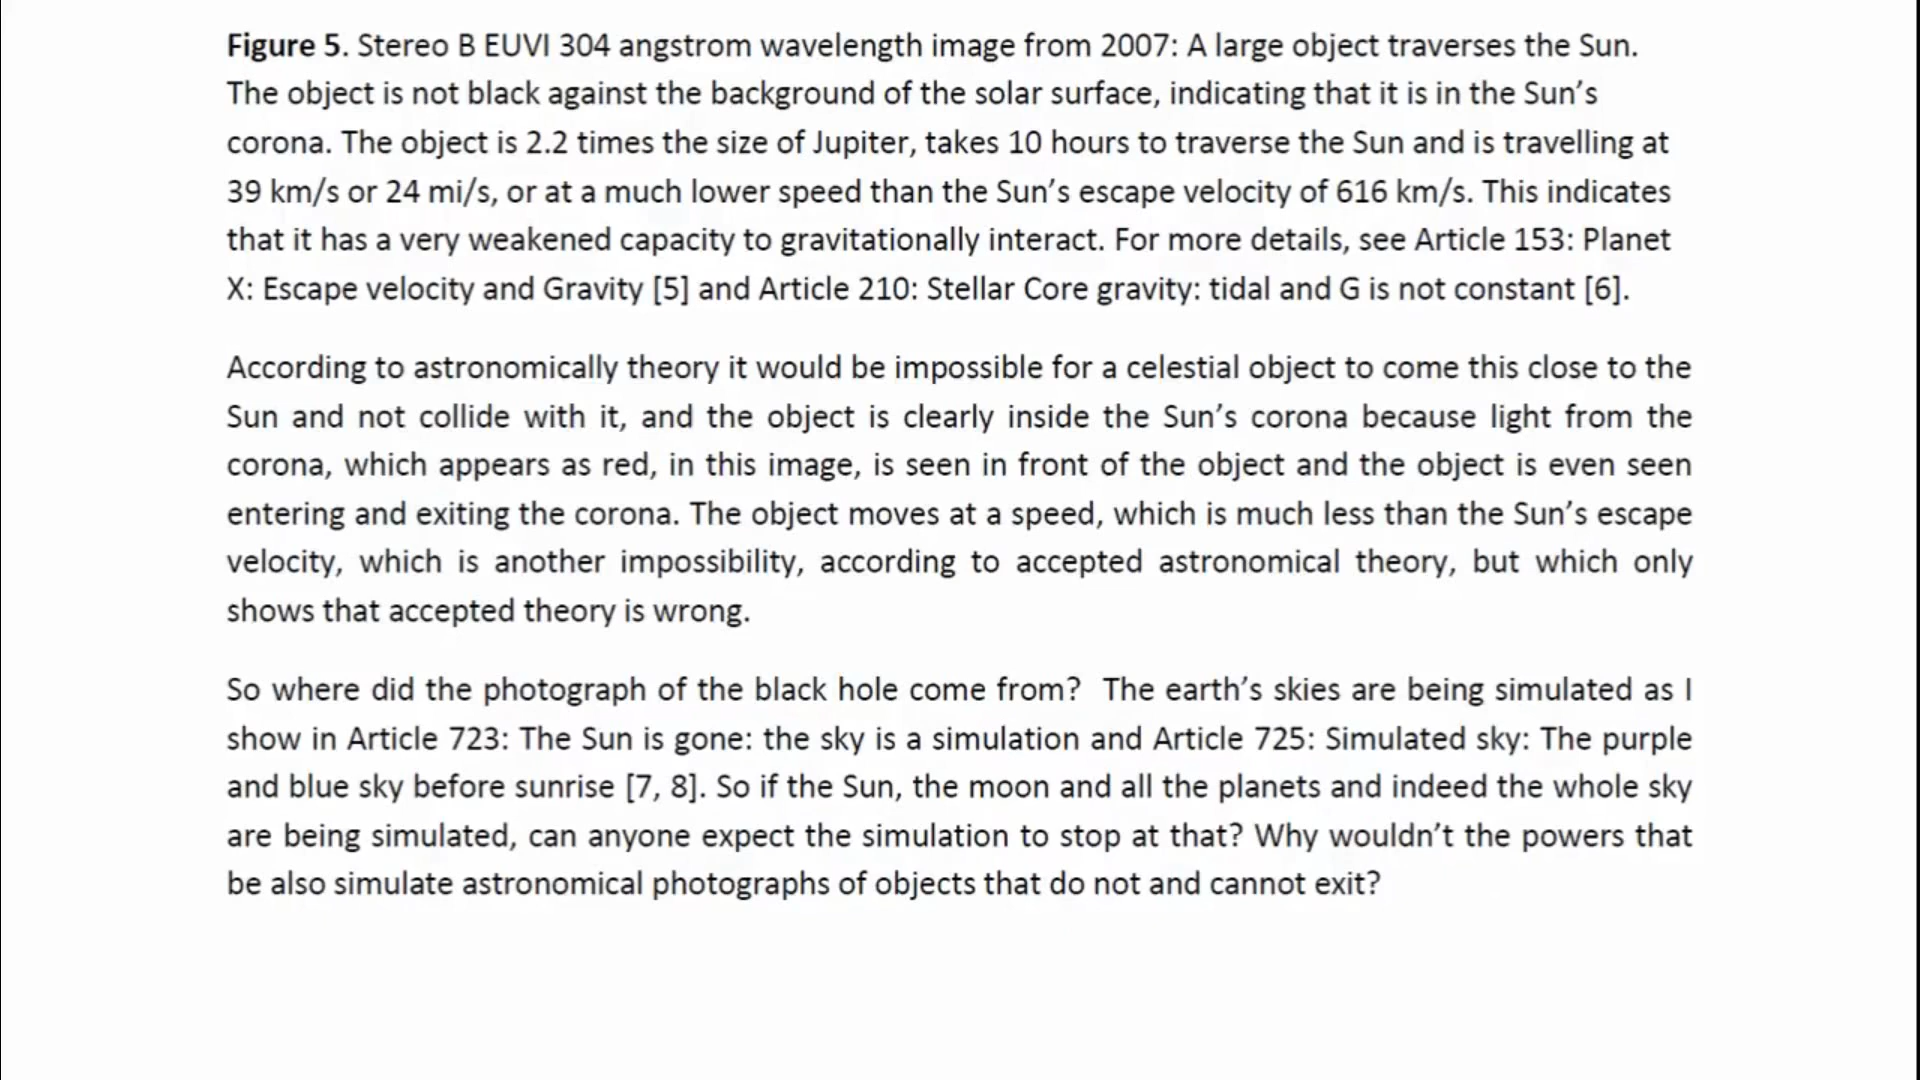 Figure 5. Stereo B EUVI 304 angstrom wavelength image from 2007: A large object traverses the Sun.
The object is not black against the background of the solar surface, indicating that it is in the Sun’s
corona. The object is 2.2 times the size of Jupiter, takes 10 hours to traverse the Sun and is travelling at
39 km/s or 24 mi/s, or at a much lower speed than the Sun’s escape velocity of 616 km/s. This indicates
that it has a very weakened capacity to gravitationally interact. For more details, see Article 153: Planet
X: Escape velocity and Gravity [5] and Article 210: Stellar Core gravity: tidal and G is not constant [6].
According to astronomically theory it would be impossible for a celestial object to come this close to the
Sun and not collide with it, and the object is clearly inside the Sun’s corona because light from the
corona, which appears as red, in this image, is seen in front of the object and the object is even seen
entering and exiting the corona. The object moves at a speed, which is much less than the Sun’s escape
velocity, which is another impossibility, according to accepted astronomical theory, but which only
shows that accepted theory is wrong.
So where did the photograph of the black hole come from?  The earth’s skies are being simulated as I
show in Article 723: The Sun is gone: the sky is a simulation and Article 725: Simulated sky: The purple
and blue sky before sunrise [7, 8]. So if the Sun, the moon and all the planets and indeed the whole sky
are being simulated, can anyone expect the simulation to stop at that? Why wouldn’t the powers that
be also simulate astronomical photographs of objects that do not and cannot exit?